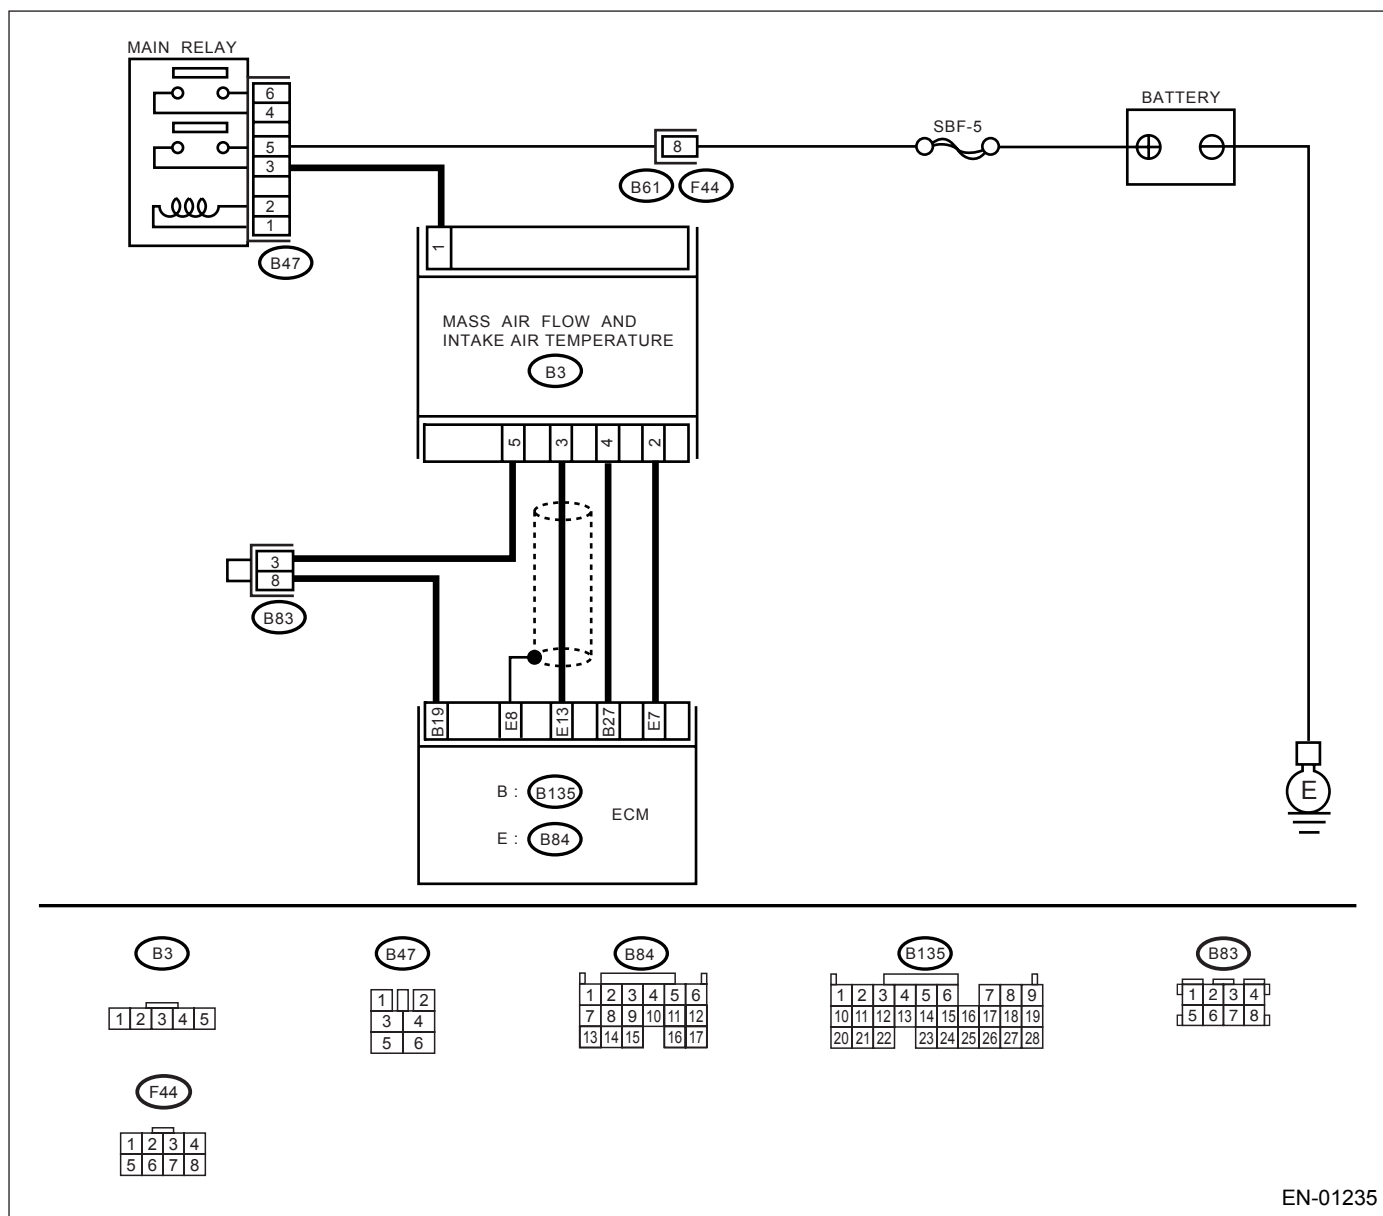 MAIN RELAY
6
4
5
3
2
1
B47
8
B61 F44
SBF-5
BATTERY
1
MASS AIR FLOW AND
INTAKE AIR TEMPERATURE
B3
5 3 4 2
3
8
B83
B19 E8 E13 B27 E7
B : B135
ECM
E : B84
E
B3
1 2 3 4 5
B47
1 2
3 4
5 6
B84
1 2 3 4 5 6
7 8 9 10 11 12
13 14 15 16 17
B135
1 2 3 4 5 6 7 8 9
10 11 12 13 14 15 16 17 18 19
20 21 22 23 24 25 26 27 28
B83
1 2 3 4
5 6 7 8
F44
1 2 3 4
5 6 7 8
EN-01235